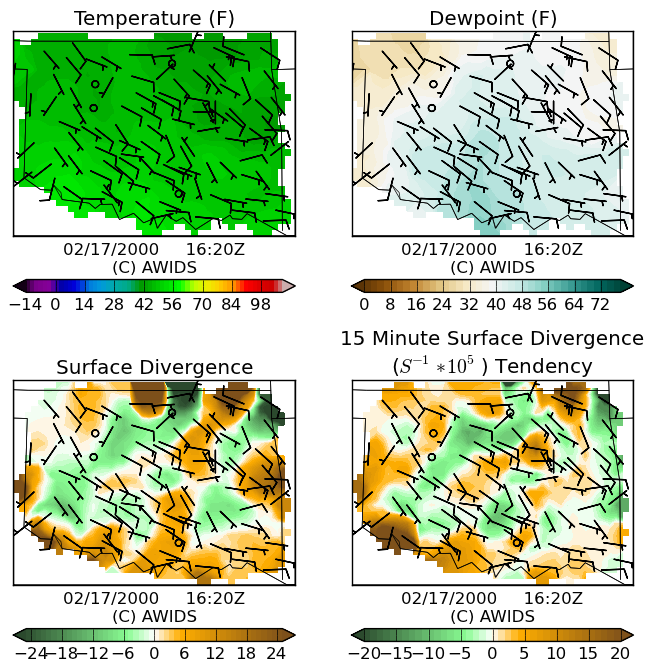 Temperature (F)
Dewpoint (F)
02/17/2000 16:20Z
(C) AWIDS
−14 0 14 28 42 56 70 84 98
02/17/2000 16:20Z
(C) AWIDS
0 8 16 24 32 40 48 56 64 72
Surface Divergence
15 Minute Surface Divergence
(S⁻¹ *10⁵ ) Tendency
02/17/2000 16:20Z
(C) AWIDS
−24−18−12 −6 0 6 12 18 24
02/17/2000 16:20Z
(C) AWIDS
−20−15−10 −5 0 5 10 15 20